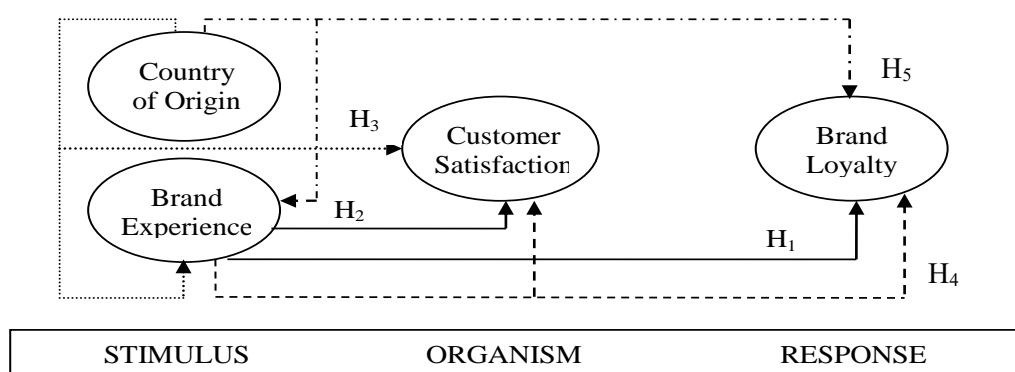 Country
of Origin
H₅
H₃
Customer
Satisfaction
Brand
Loyalty
Brand
Experience
H₂
H₁
H₄
STIMULUS ORGANISM RESPONSE